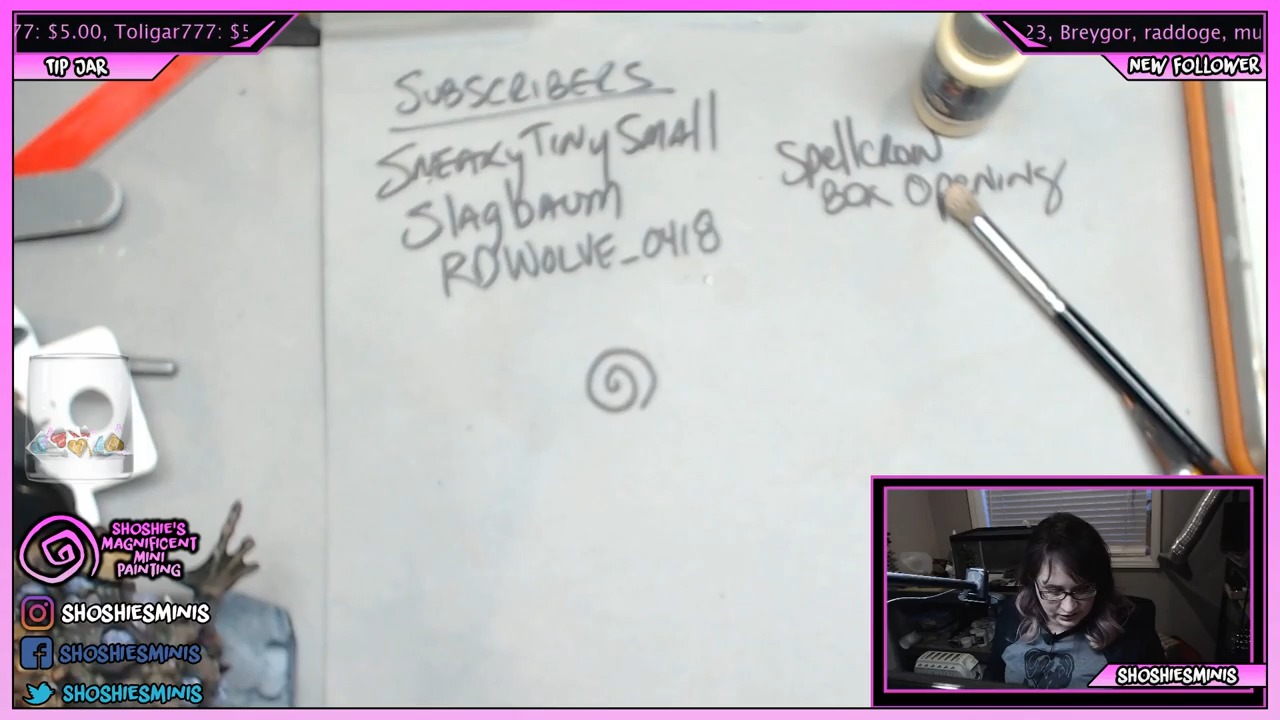 77: $5.00, Toligar777: $5
23, Breygor, raddoge, mu
TIP JAR
NEW FOLLOWER
SUBSCRIBERS
SNEAKyTiNySmall
Slagbaum
RDWOLVE_0418
Spellcrow
Box OpeNiNg
SHOSHIE'S
MAGNIFICENT
MINI
PAINTING
SHOSHIESMINIS
SHOSHIESMINIS
SHOSHIESMINIS
SHOSHIESMINIS